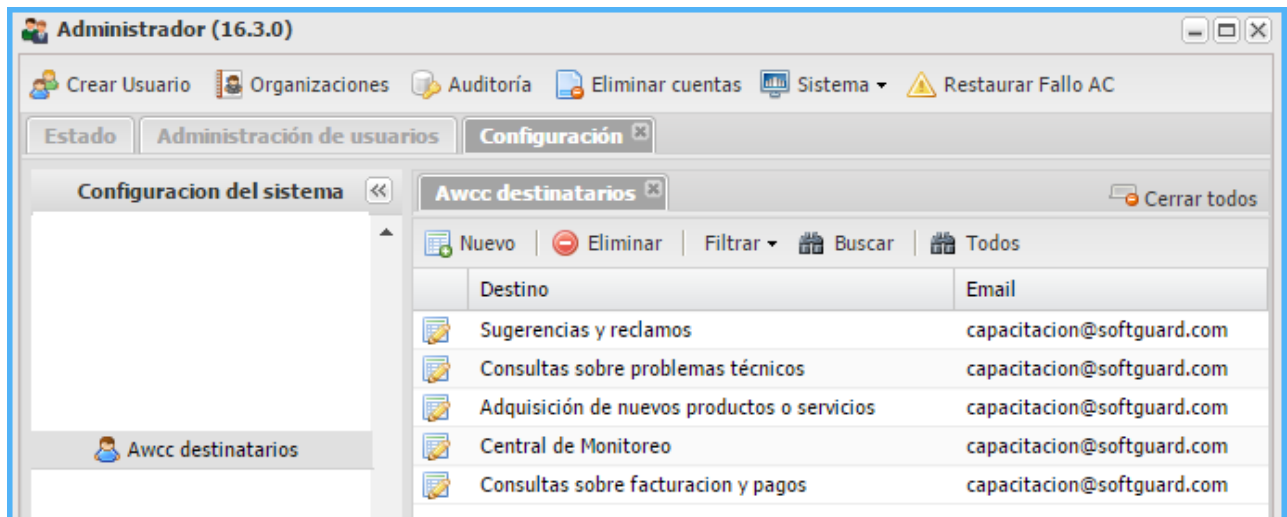 Administrador (16.3.0)
Crear Usuario Organizaciones Auditoría Eliminar cuentas Sistema Restaurar Fallo AC
Estado Administración de usuarios Configuración
Configuracion del sistema
Awcc destinatarios Cerrar todos
Nuevo Eliminar Filtrar Buscar Todos
Destino Email
Sugerencias y reclamos capacitacion@softguard.com
Consultas sobre problemas técnicos capacitacion@softguard.com
Adquisición de nuevos productos o servicios capacitacion@softguard.com
Awcc destinatarios
Central de Monitoreo capacitacion@softguard.com
Consultas sobre facturacion y pagos capacitacion@softguard.com